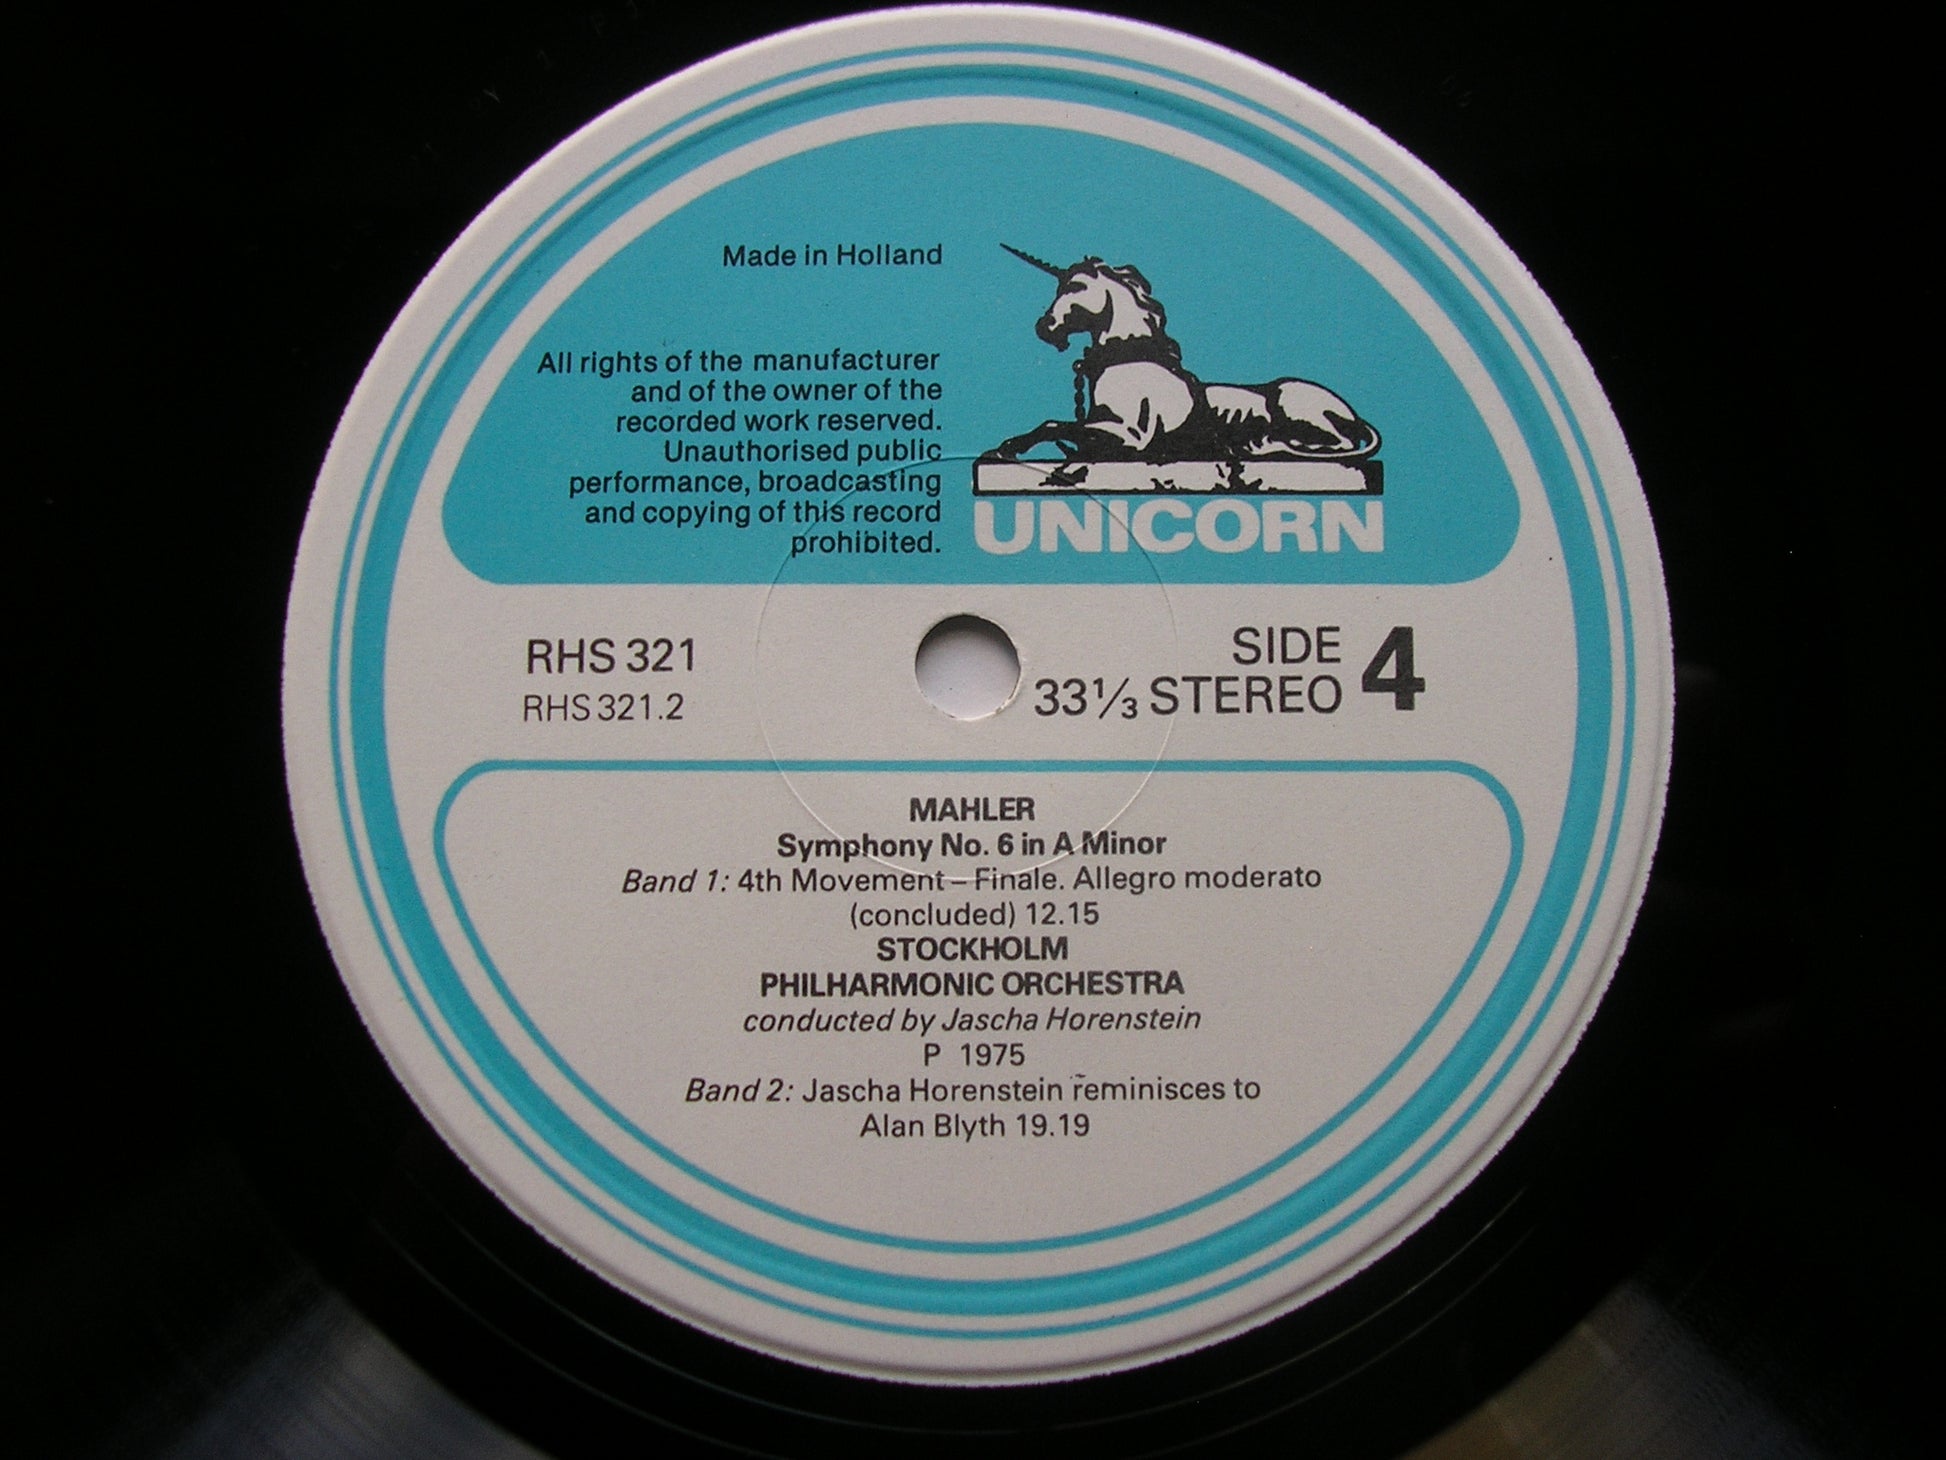 Made in Holland
All rights of the manufacturer
and of the owner of the
recorded work reserved.
Unauthorised public
performance, broadcasting
and copying of this record
prohibited.
UNICORN
RHS 321
RHS 321.2
SIDE 4
33⅓ STEREO
MAHLER
Symphony No. 6 in A Minor
Band 1: 4th Movement – Finale. Allegro moderato
(concluded) 12.15
STOCKHOLM
PHILHARMONIC ORCHESTRA
conducted by Jascha Horenstein
P 1975
Band 2: Jascha Horenstein reminisces to
Alan Blyth 19.19